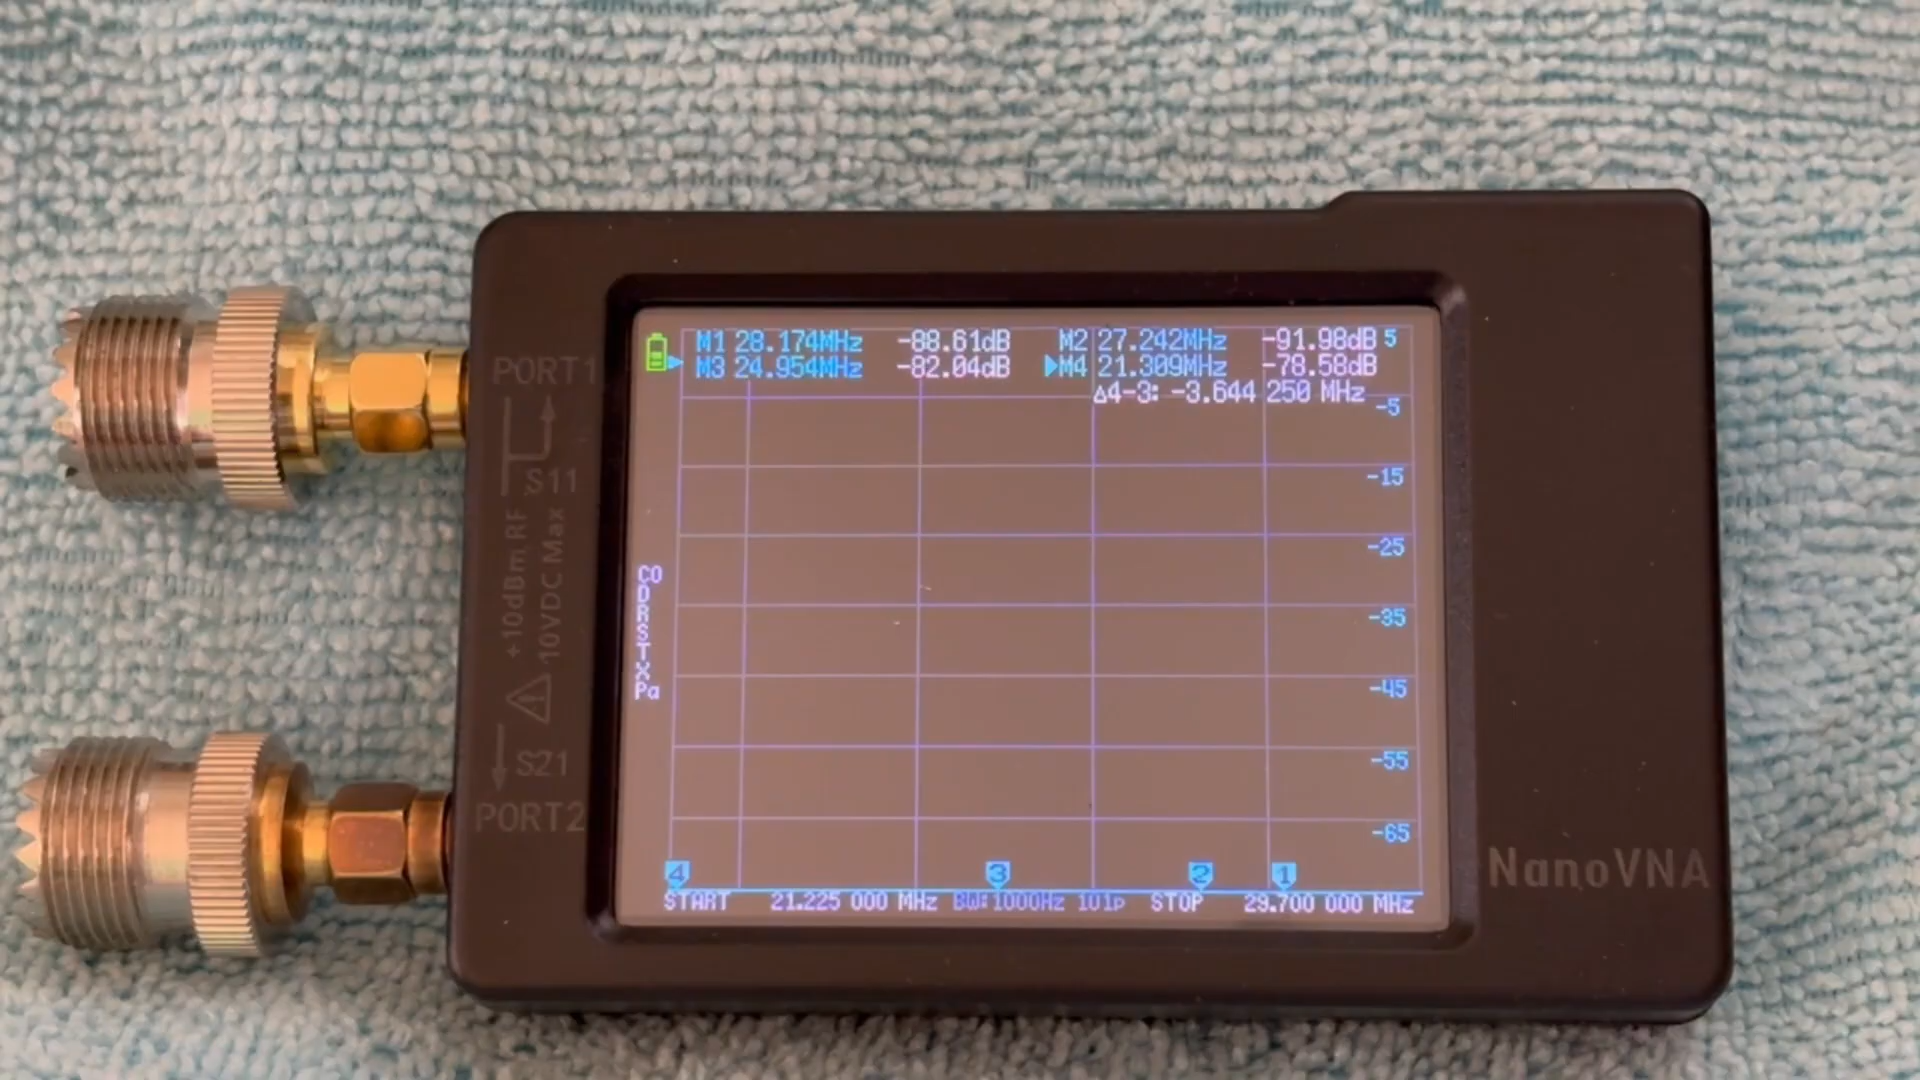 M1 28.174MHz -88.61dB M2 27.242MHz -91.98dB 5
M3 24.954MHz -82.04dB M4 21.309MHz -78.58dB
Δ4-3: -3.644 250 MHz
-5
-15
-25
-35
-45
-55
-65
C0
D
R
S
T
X
Pa
4 3 2 1
START 21.225 000 MHz BW:1000Hz 101p STOP 29.700 000 MHz
PORT1
S11
+10dBm RF
10VDC Max
S21
PORT2
NanoVNA